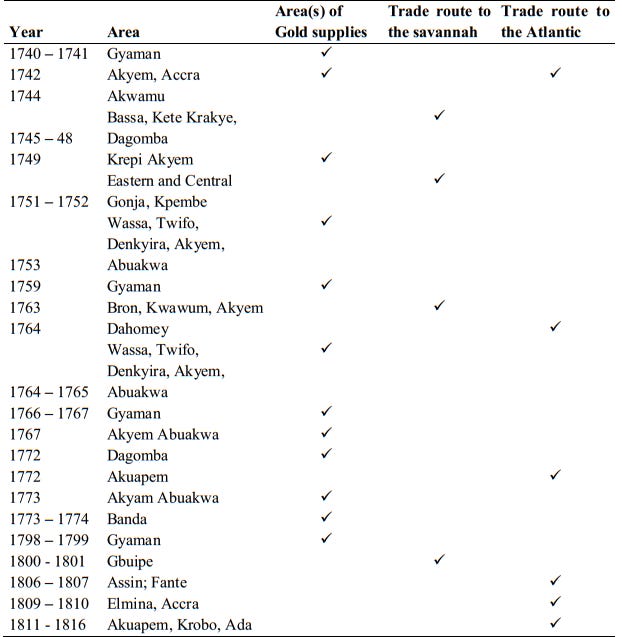 Area(s) of Trade route to Trade route to
Year Area Gold supplies the savannah the Atlantic
1740 – 1741 Gyaman ✓
1742 Akyem, Accra ✓ ✓
1744 Akwamu
Bassa, Kete Krakye, ✓
1745 – 48 Dagomba
1749 Krepi Akyem ✓
Eastern and Central ✓
1751 – 1752 Gonja, Kpembe
Wassa, Twifo, ✓
Denkyira, Akyem,
1753 Abuakwa
1759 Gyaman ✓
1763 Bron, Kwawum, Akyem ✓
1764 Dahomey ✓
Wassa, Twifo, ✓
Denkyira, Akyem,
1764 – 1765 Abuakwa
1766 – 1767 Gyaman ✓
1767 Akyem Abuakwa ✓
1772 Dagomba ✓
1772 Akuapem ✓
1773 Akyam Abuakwa ✓
1773 – 1774 Banda ✓
1798 – 1799 Gyaman ✓
1800 - 1801 Gbuipe ✓
1806 – 1807 Assin; Fante ✓
1809 – 1810 Elmina, Accra ✓
1811 - 1816 Akuapem, Krobo, Ada ✓